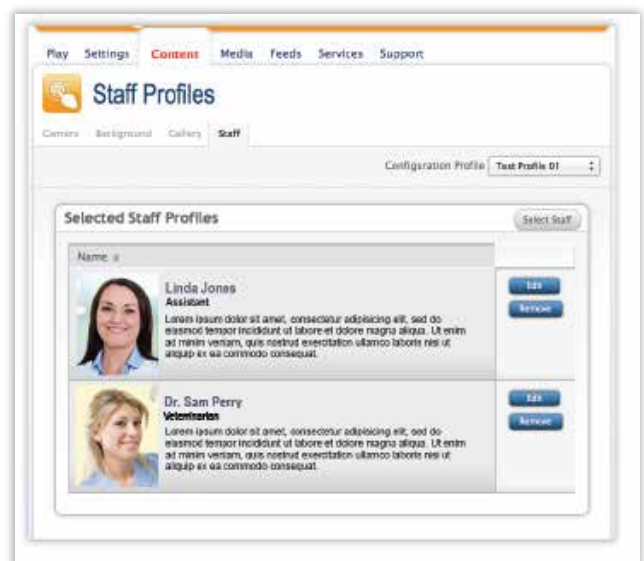 Play Settings Content Media Feeds Services Support
Staff Profiles
Camera Background Gallery Staff
Configuration Profile Test Profile 01
Selected Staff Profiles
Select Staff
Name
Linda Jones
Assistant
Lorem ipsum dolor sit amet, consectetur adipisicing elit, sed do
eiusmod tempor incididunt ut labore et dolore magna aliqua. Ut enim
ad minim veniam, quis nostrud exercitation ullamco laboris nisi ut
aliquip ex ea commodo consequat.
Edit
Remove
Dr. Sam Perry
Veterinarian
Lorem ipsum dolor sit amet, consectetur adipisicing elit, sed do
eiusmod tempor incididunt ut labore et dolore magna aliqua. Ut enim
ad minim veniam, quis nostrud exercitation ullamco laboris nisi ut
aliquip ex ea commodo consequat.
Edit
Remove